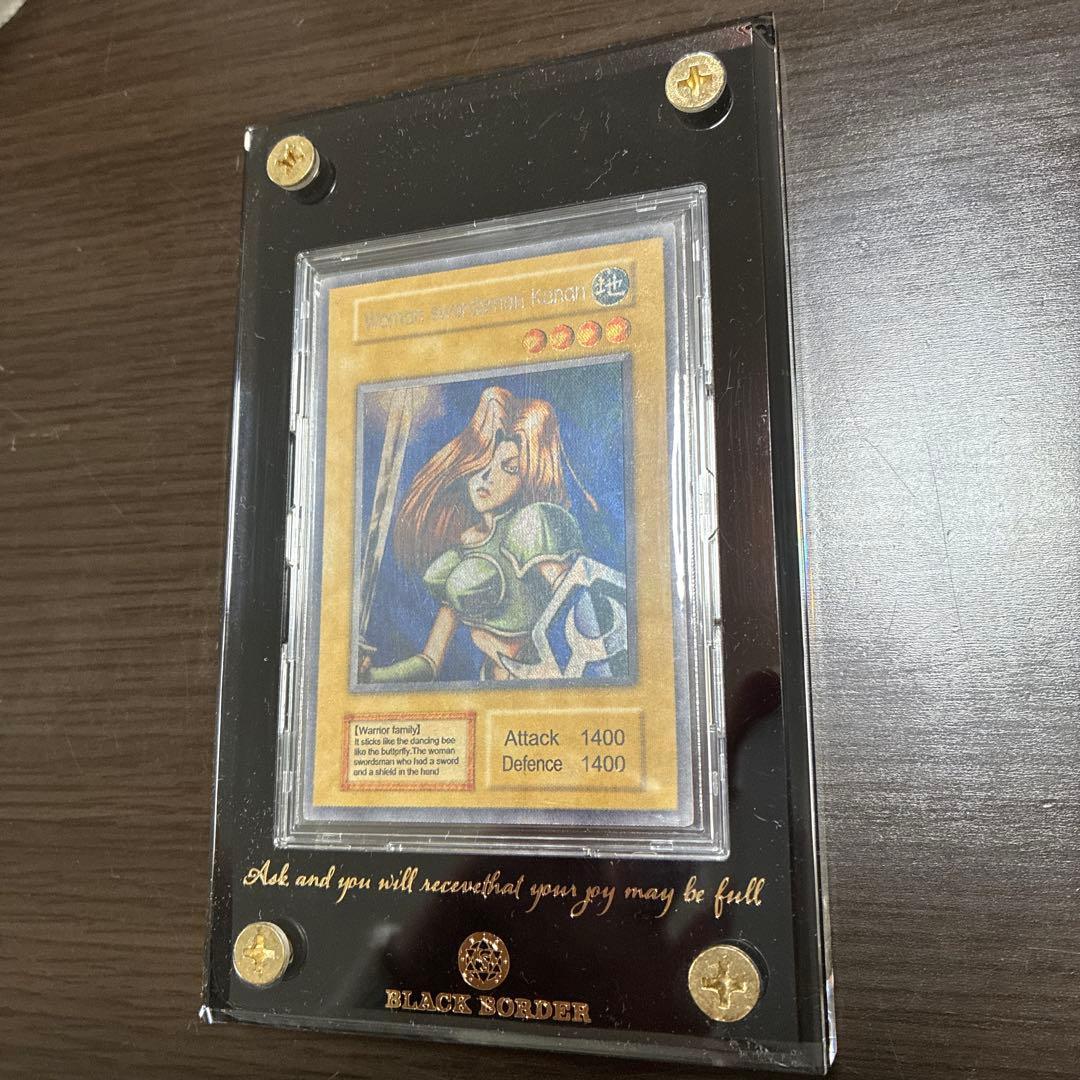 Woman swordsman Kanan 地
【Warrior family】
It sticks like the dancing bee
like the butterfly.The woman
swordsman who had a sword
and a shield in the hand
Attack 1400
Defence 1400
Ask and you will recevethat your joy may be full
BLACK BORDER